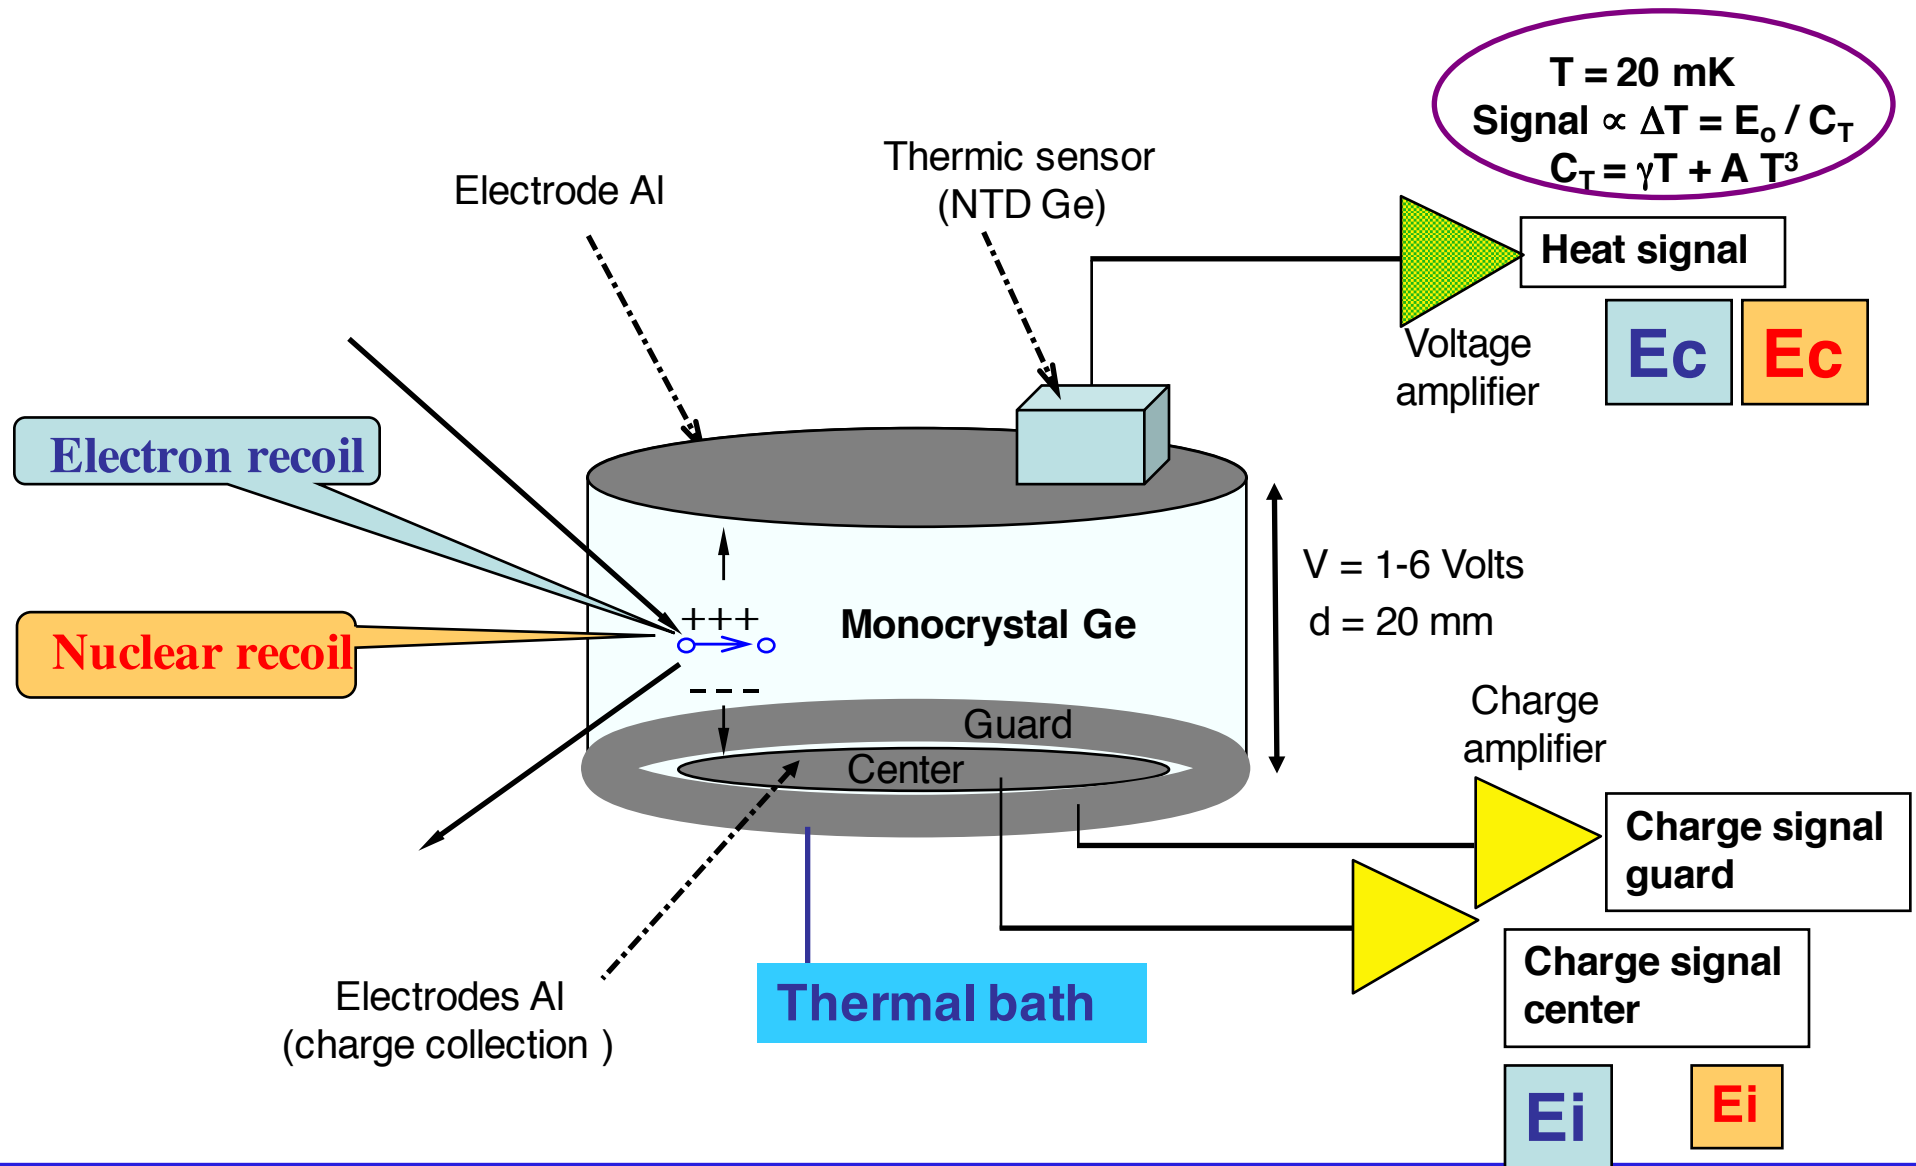 T = 20 mK
Signal ∝ ΔT = Eₒ / C_T
C_T = γT + A T³
Thermic sensor
(NTD Ge)
Electrode Al
Heat signal
Voltage
amplifier
Ec Ec
Electron recoil
V = 1-6 Volts
d = 20 mm
+++
Monocrystal Ge
Nuclear recoil
- - -
Guard
Center
Charge
amplifier
Charge signal
guard
Charge signal
center
Electrodes Al
(charge collection )
Thermal bath
Ei Ei